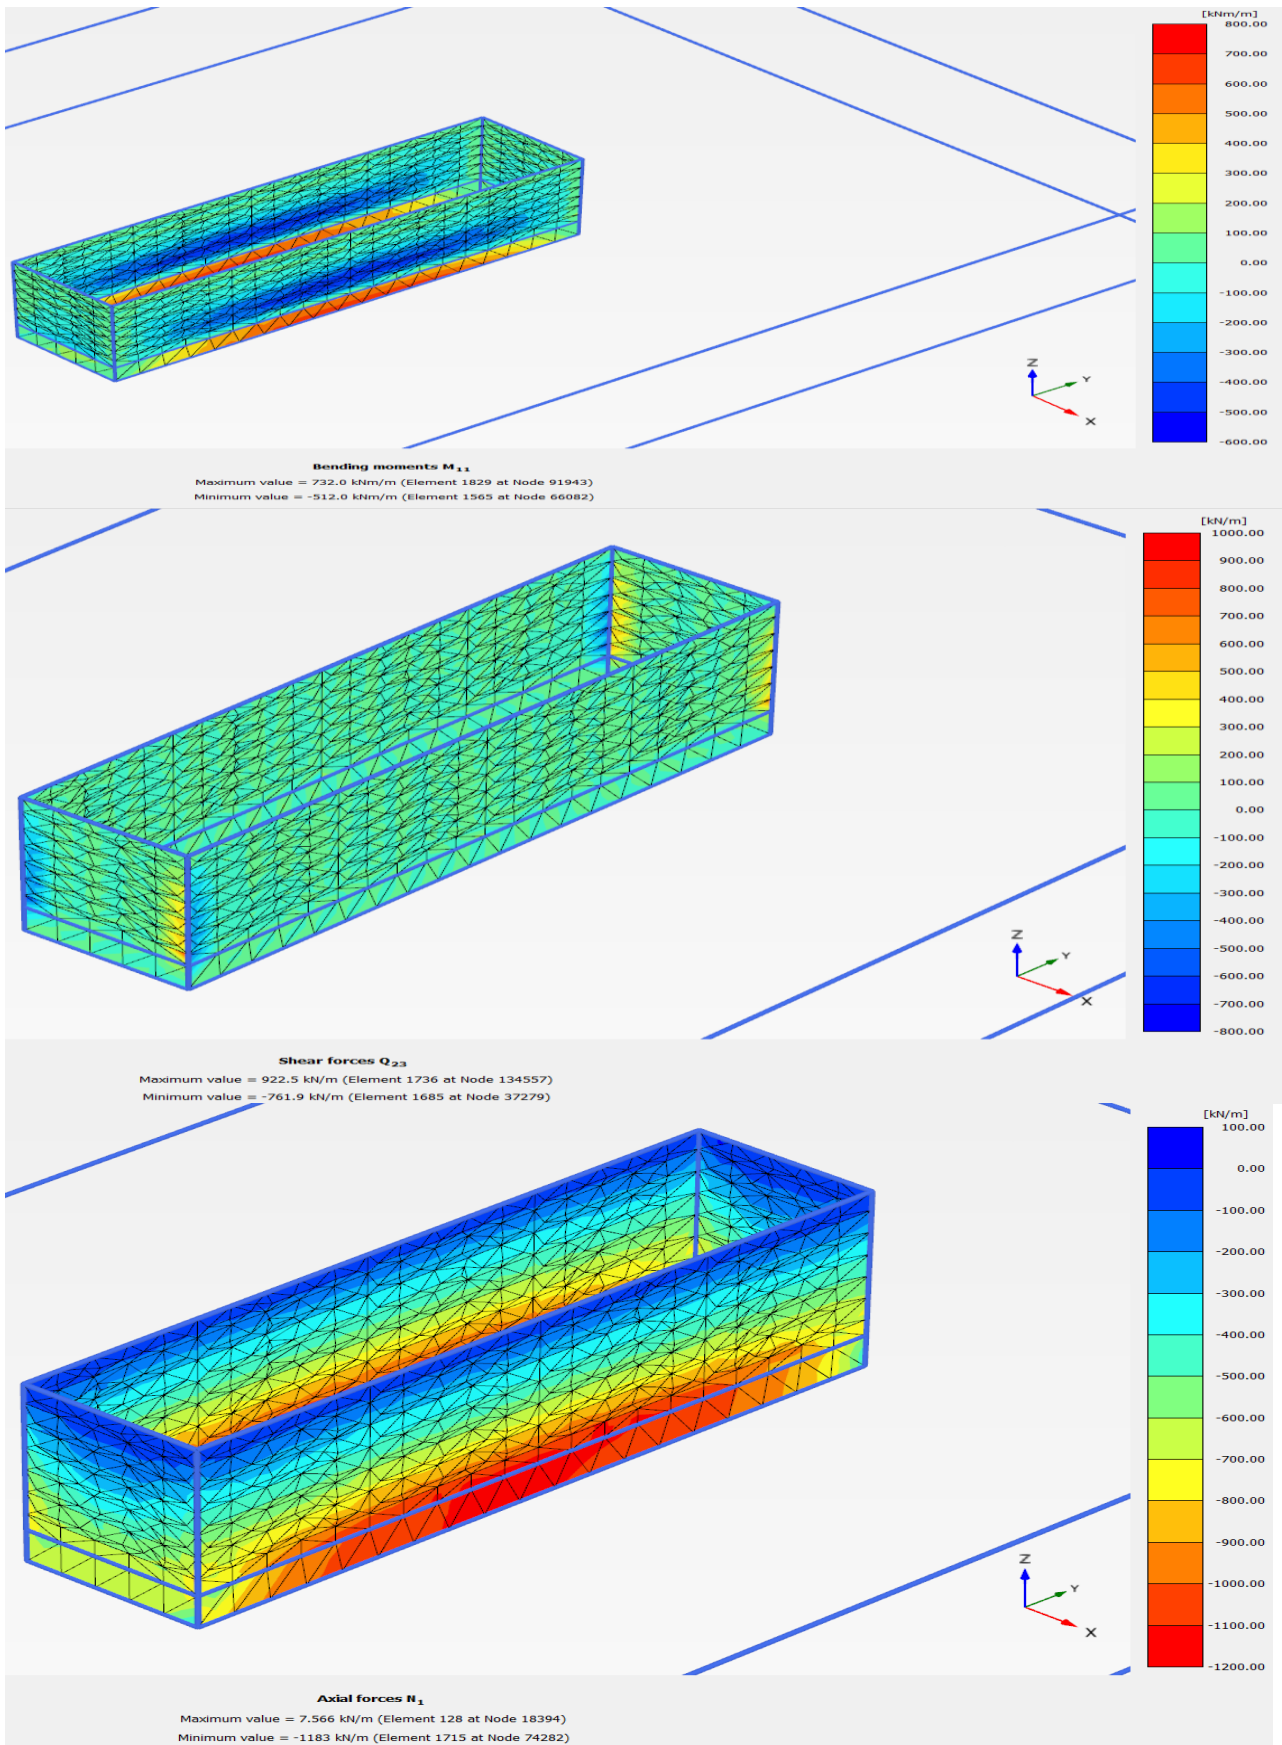 [kNm/m]
800.00
700.00
600.00
500.00
400.00
300.00
200.00
100.00
0.00
-100.00
-200.00
-300.00
-400.00
-500.00
-600.00
Z
Y
X
Bending moments M11
Maximum value = 732.0 kNm/m (Element 1829 at Node 91943)
Minimum value = -512.0 kNm/m (Element 1565 at Node 66082)
[kN/m]
1000.00
900.00
800.00
700.00
600.00
500.00
400.00
300.00
200.00
100.00
0.00
-100.00
-200.00
-300.00
-400.00
-500.00
-600.00
-700.00
-800.00
Z
Y
X
Shear forces Q23
Maximum value = 922.5 kN/m (Element 1736 at Node 134557)
Minimum value = -761.9 kN/m (Element 1685 at Node 37279)
[kN/m]
100.00
0.00
-100.00
-200.00
-300.00
-400.00
-500.00
-600.00
-700.00
-800.00
-900.00
-1000.00
-1100.00
-1200.00
Z
Y
X
Axial forces N1
Maximum value = 7.566 kN/m (Element 128 at Node 18394)
Minimum value = -1183 kN/m (Element 1715 at Node 74282)